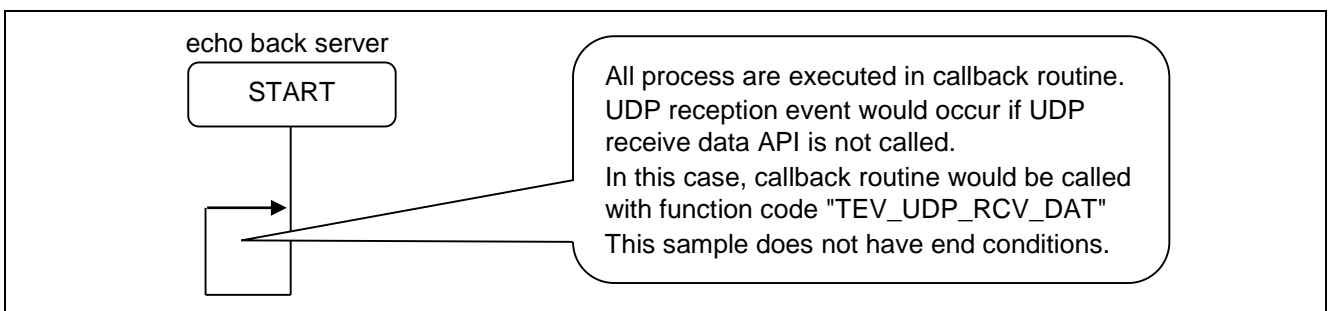 echo back server
START
All process are executed in callback routine.
UDP reception event would occur if UDP
receive data API is not called.
In this case, callback routine would be called
with function code "TEV_UDP_RCV_DAT"
This sample does not have end conditions.